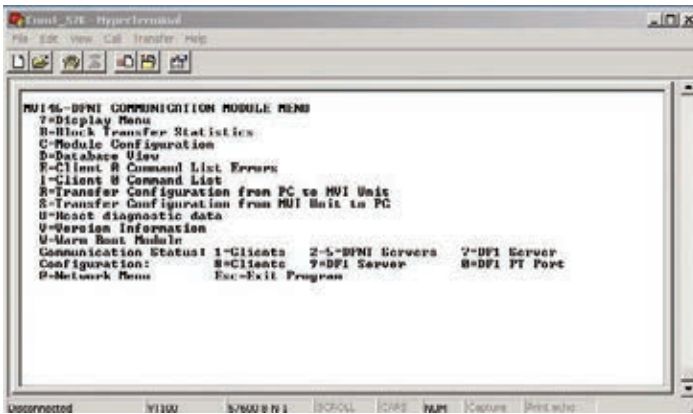 HyperTerminal
File Edit View Call Transfer Help
MVI46-DFNT COMMUNICATION MODULE MENU
?=Display Menu
B=Block Transfer Statistics
C=Module Configuration
D=Database View
E=Client 0 Command List Errors
I=Client 0 Command List
R=Transfer Configuration from PC to MVI Unit
S=Transfer Configuration from MVI Unit to PC
U=Reset diagnostic data
V=Version Information
W=Warm Boot Module
Communication Status: 1=Clients 2-6=DFNT Servers 7=DF1 Server
Configuration: 8=Clients 9=DF1 Server 0=DF1 PT Port
@=Network Menu Esc=Exit Program
Disconnected VT100 57600 8-N-1 SCROLL CAPS NUM Capture Print echo